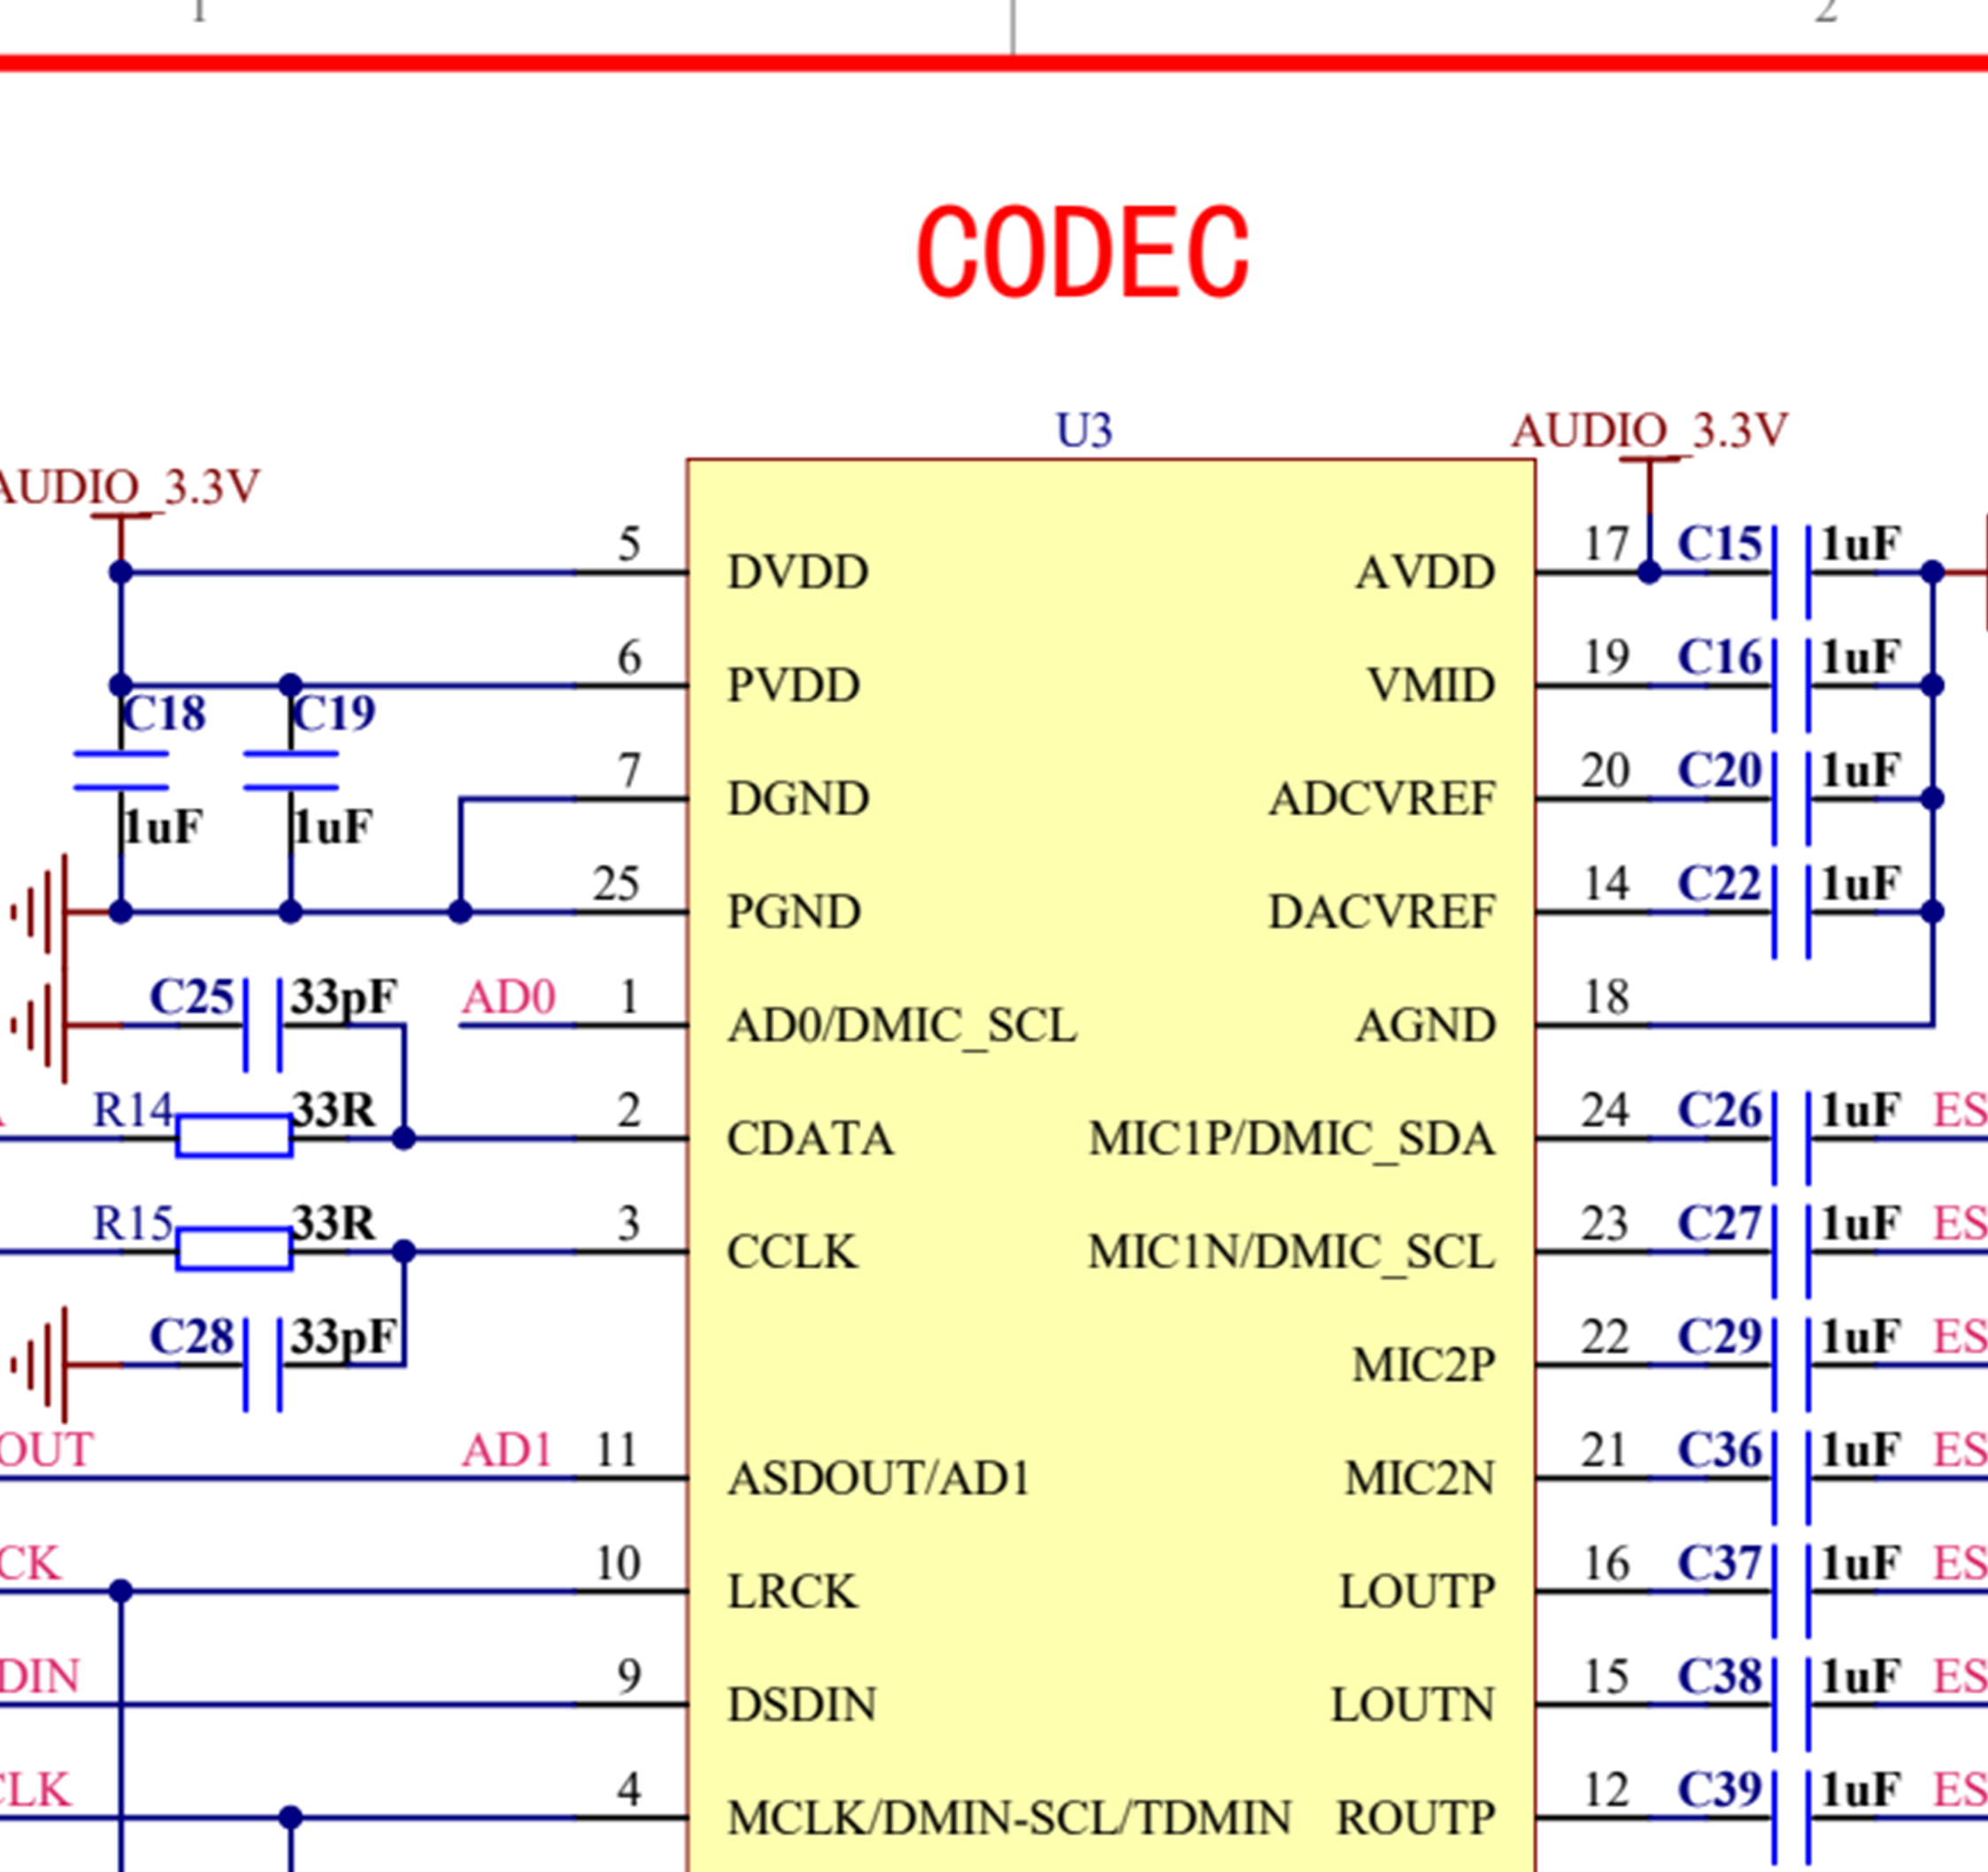 1 2
CODEC
U3 AUDIO_3.3V
AUDIO_3.3V
5 DVDD AVDD 17 C15 1uF
6 PVDD VMID 19 C16 1uF
C18 C19
7 DGND ADCVREF 20 C20 1uF
1uF 1uF
25 PGND DACVREF 14 C22 1uF
C25 33pF AD0 1 AD0/DMIC_SCL AGND 18
R14 33R 2 CDATA MIC1P/DMIC_SDA 24 C26 1uF ES
R15 33R 3 CCLK MIC1N/DMIC_SCL 23 C27 1uF ES
C28 33pF MIC2P 22 C29 1uF ES
OUT AD1 11 ASDOUT/AD1 MIC2N 21 C36 1uF ES
CK 10 LRCK LOUTP 16 C37 1uF ES
DIN 9 DSDIN LOUTN 15 C38 1uF ES
CLK 4 MCLK/DMIN-SCL/TDMIN ROUTP 12 C39 1uF ES